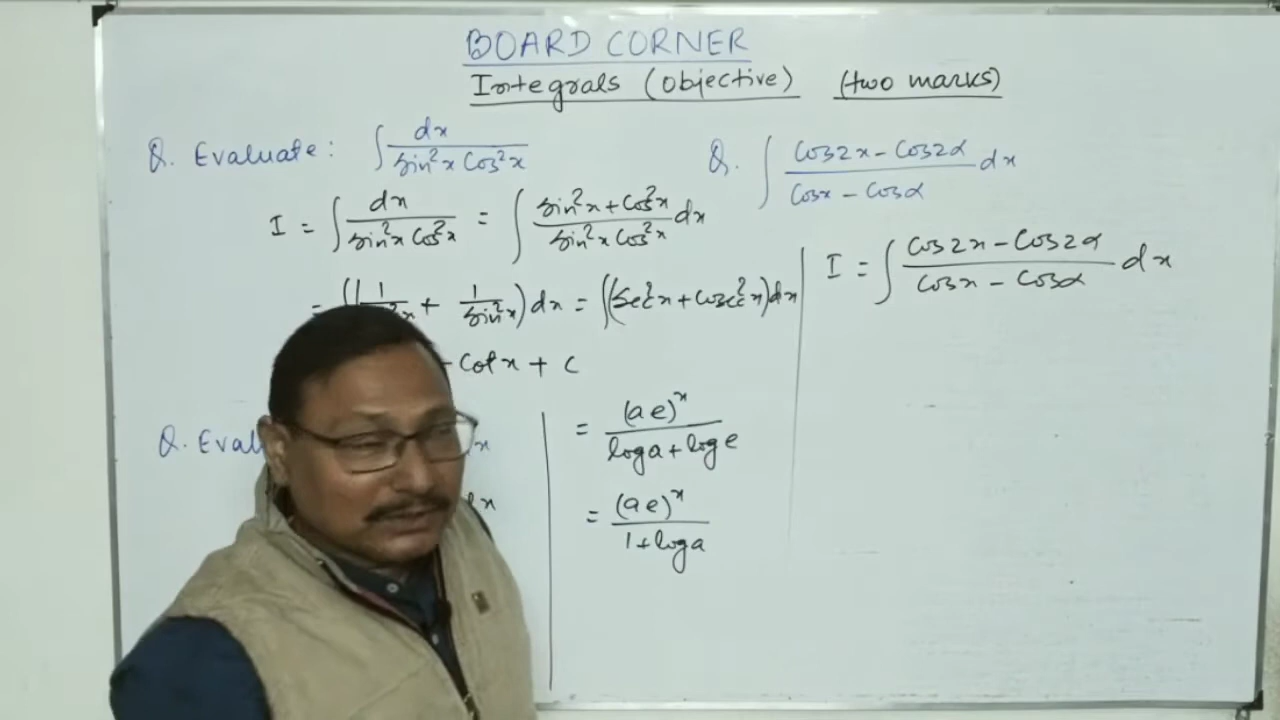 BOARD CORNER
Integrals (objective) (two marks)
Q. Evaluate: ∫ dx / sin²x Cos²x
I = ∫ dx / sin²x Cos²x = ∫ sin²x + Cos²x / sin²x Cos²x dx
= ∫( 1 / + 1 / sin²x ) dx = ∫(Sec²x + Cosec²x) dx
- Cot x + C
Q. Eval
= (ae)ˣ / log a + log e
= (ae)ˣ / 1 + log a
Q. ∫ Cos2x - Cos2α / Cosx - Cosα dx
I = ∫ Cos2x - Cos2α / Cosx - Cosα dx